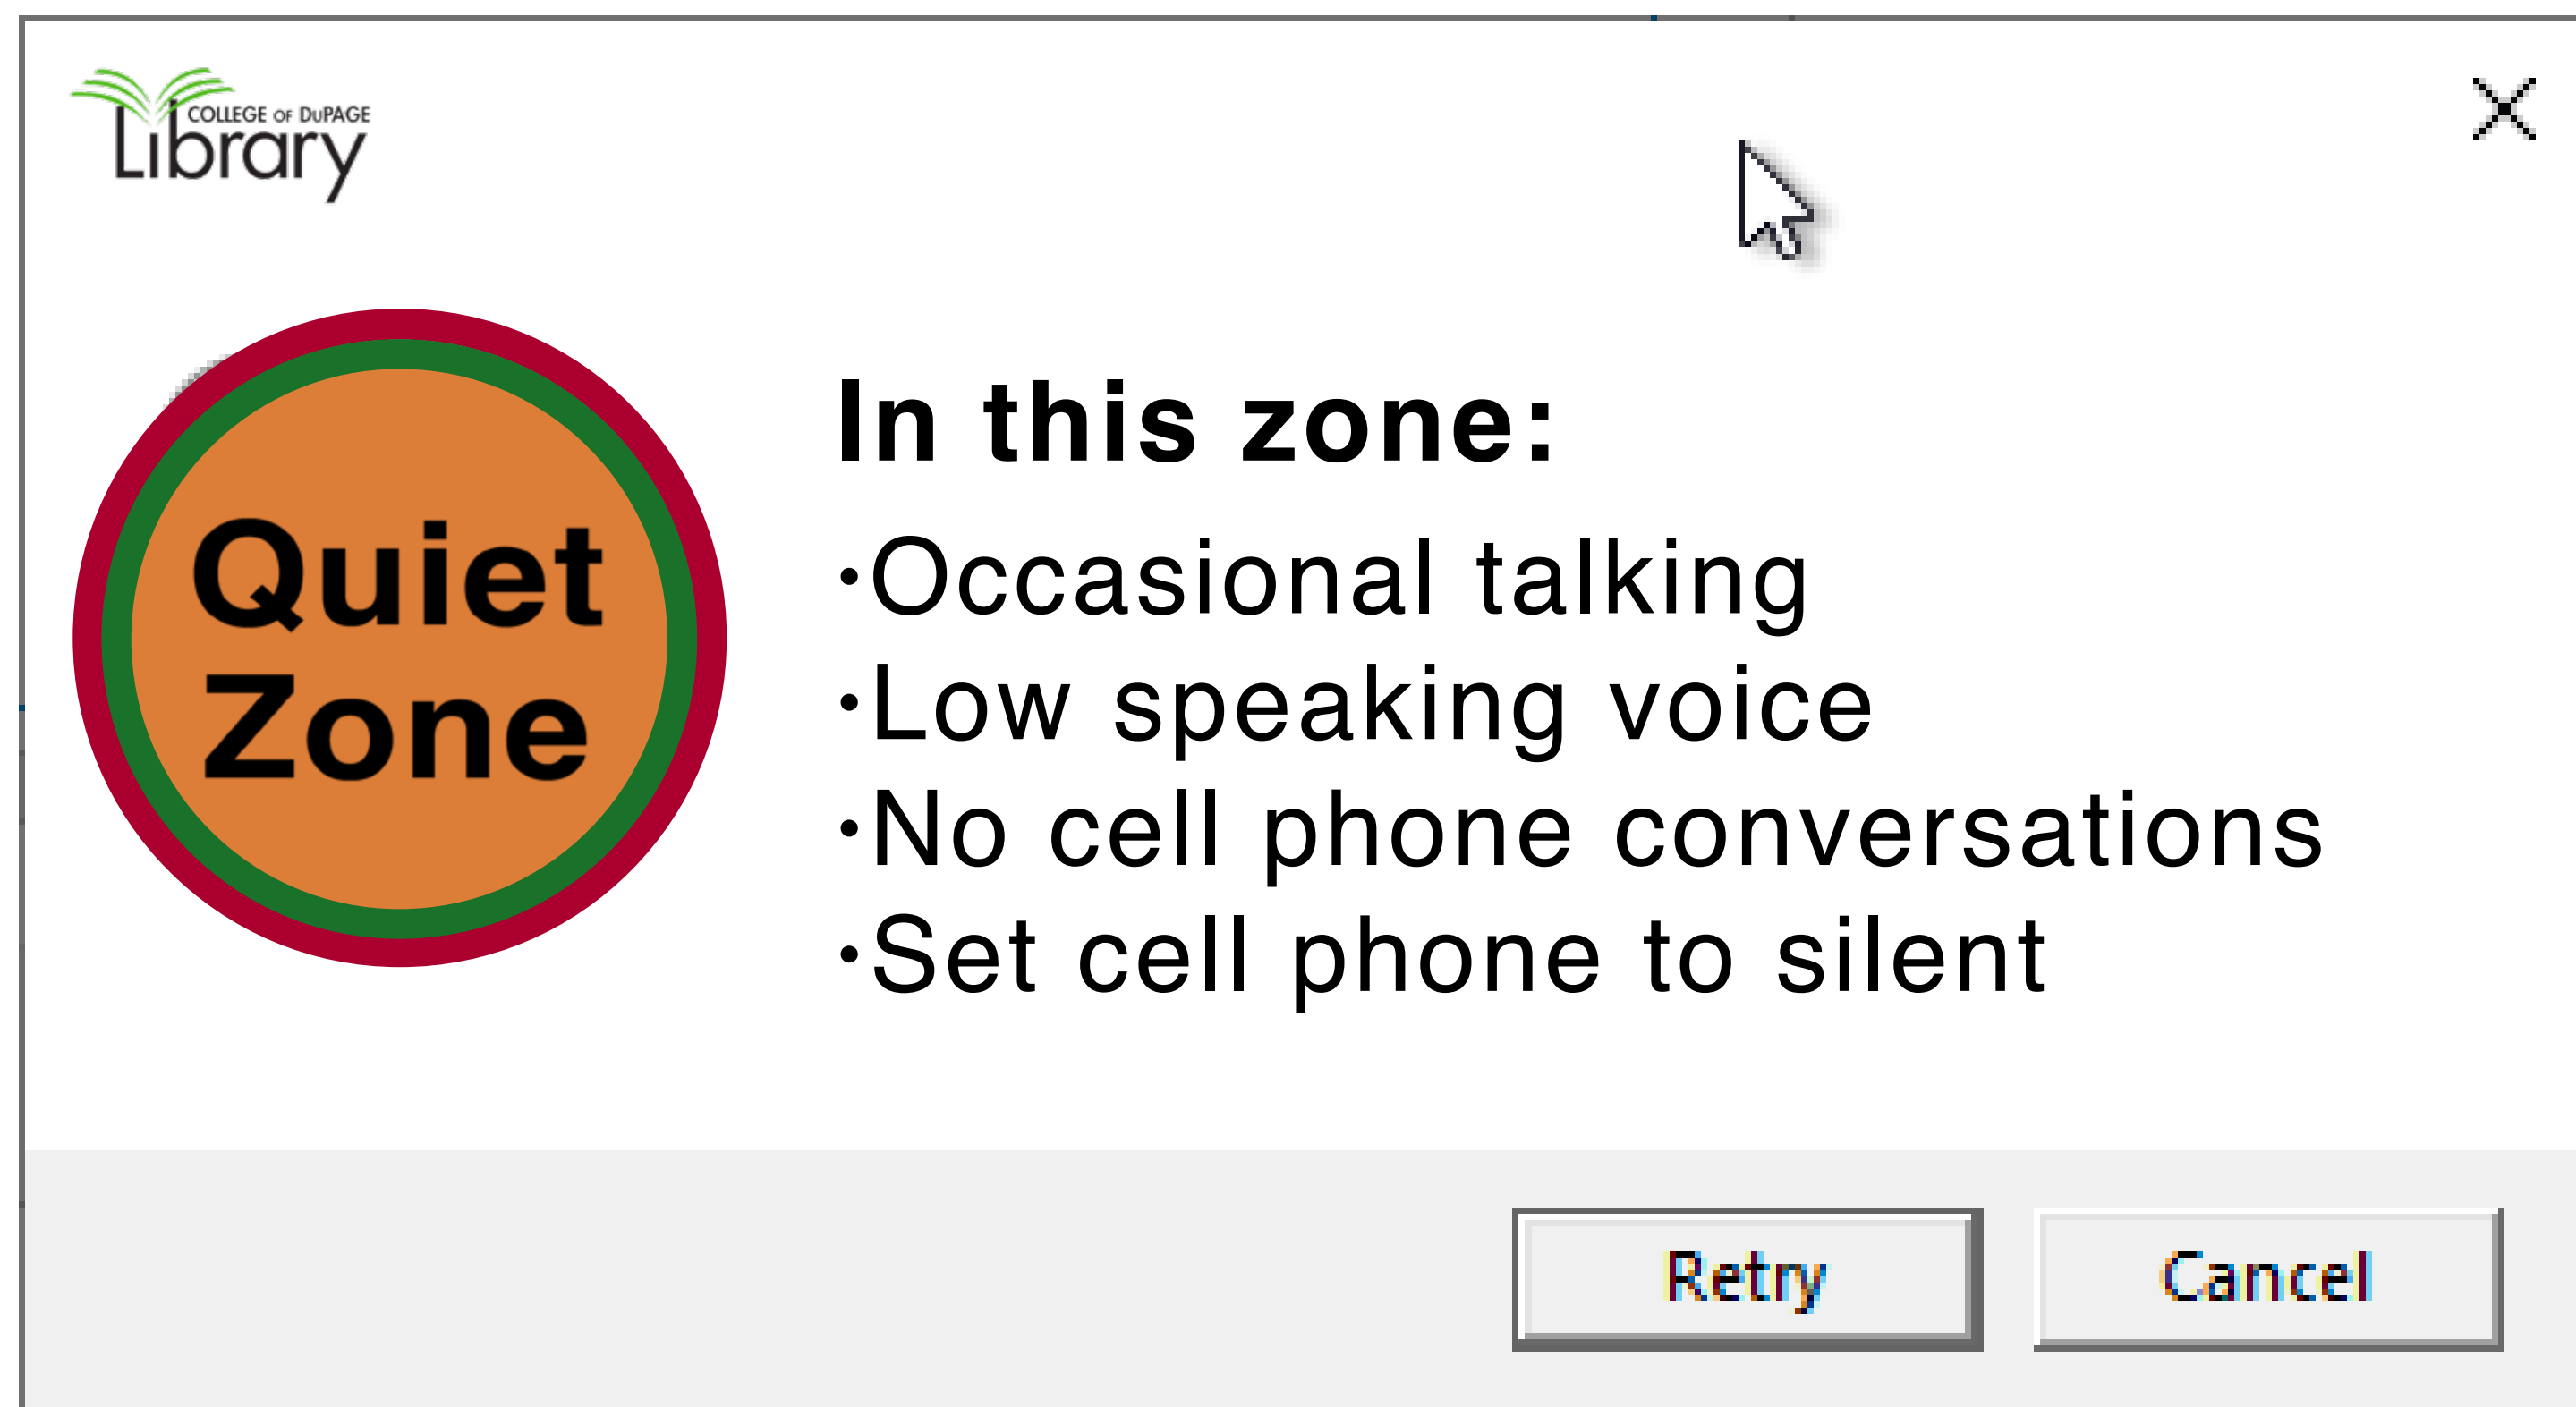 COLLEGE OF DuPAGE
Library
Quiet
Zone
In this zone:
•Occasional talking
•Low speaking voice
•No cell phone conversations
•Set cell phone to silent
Retry
Cancel